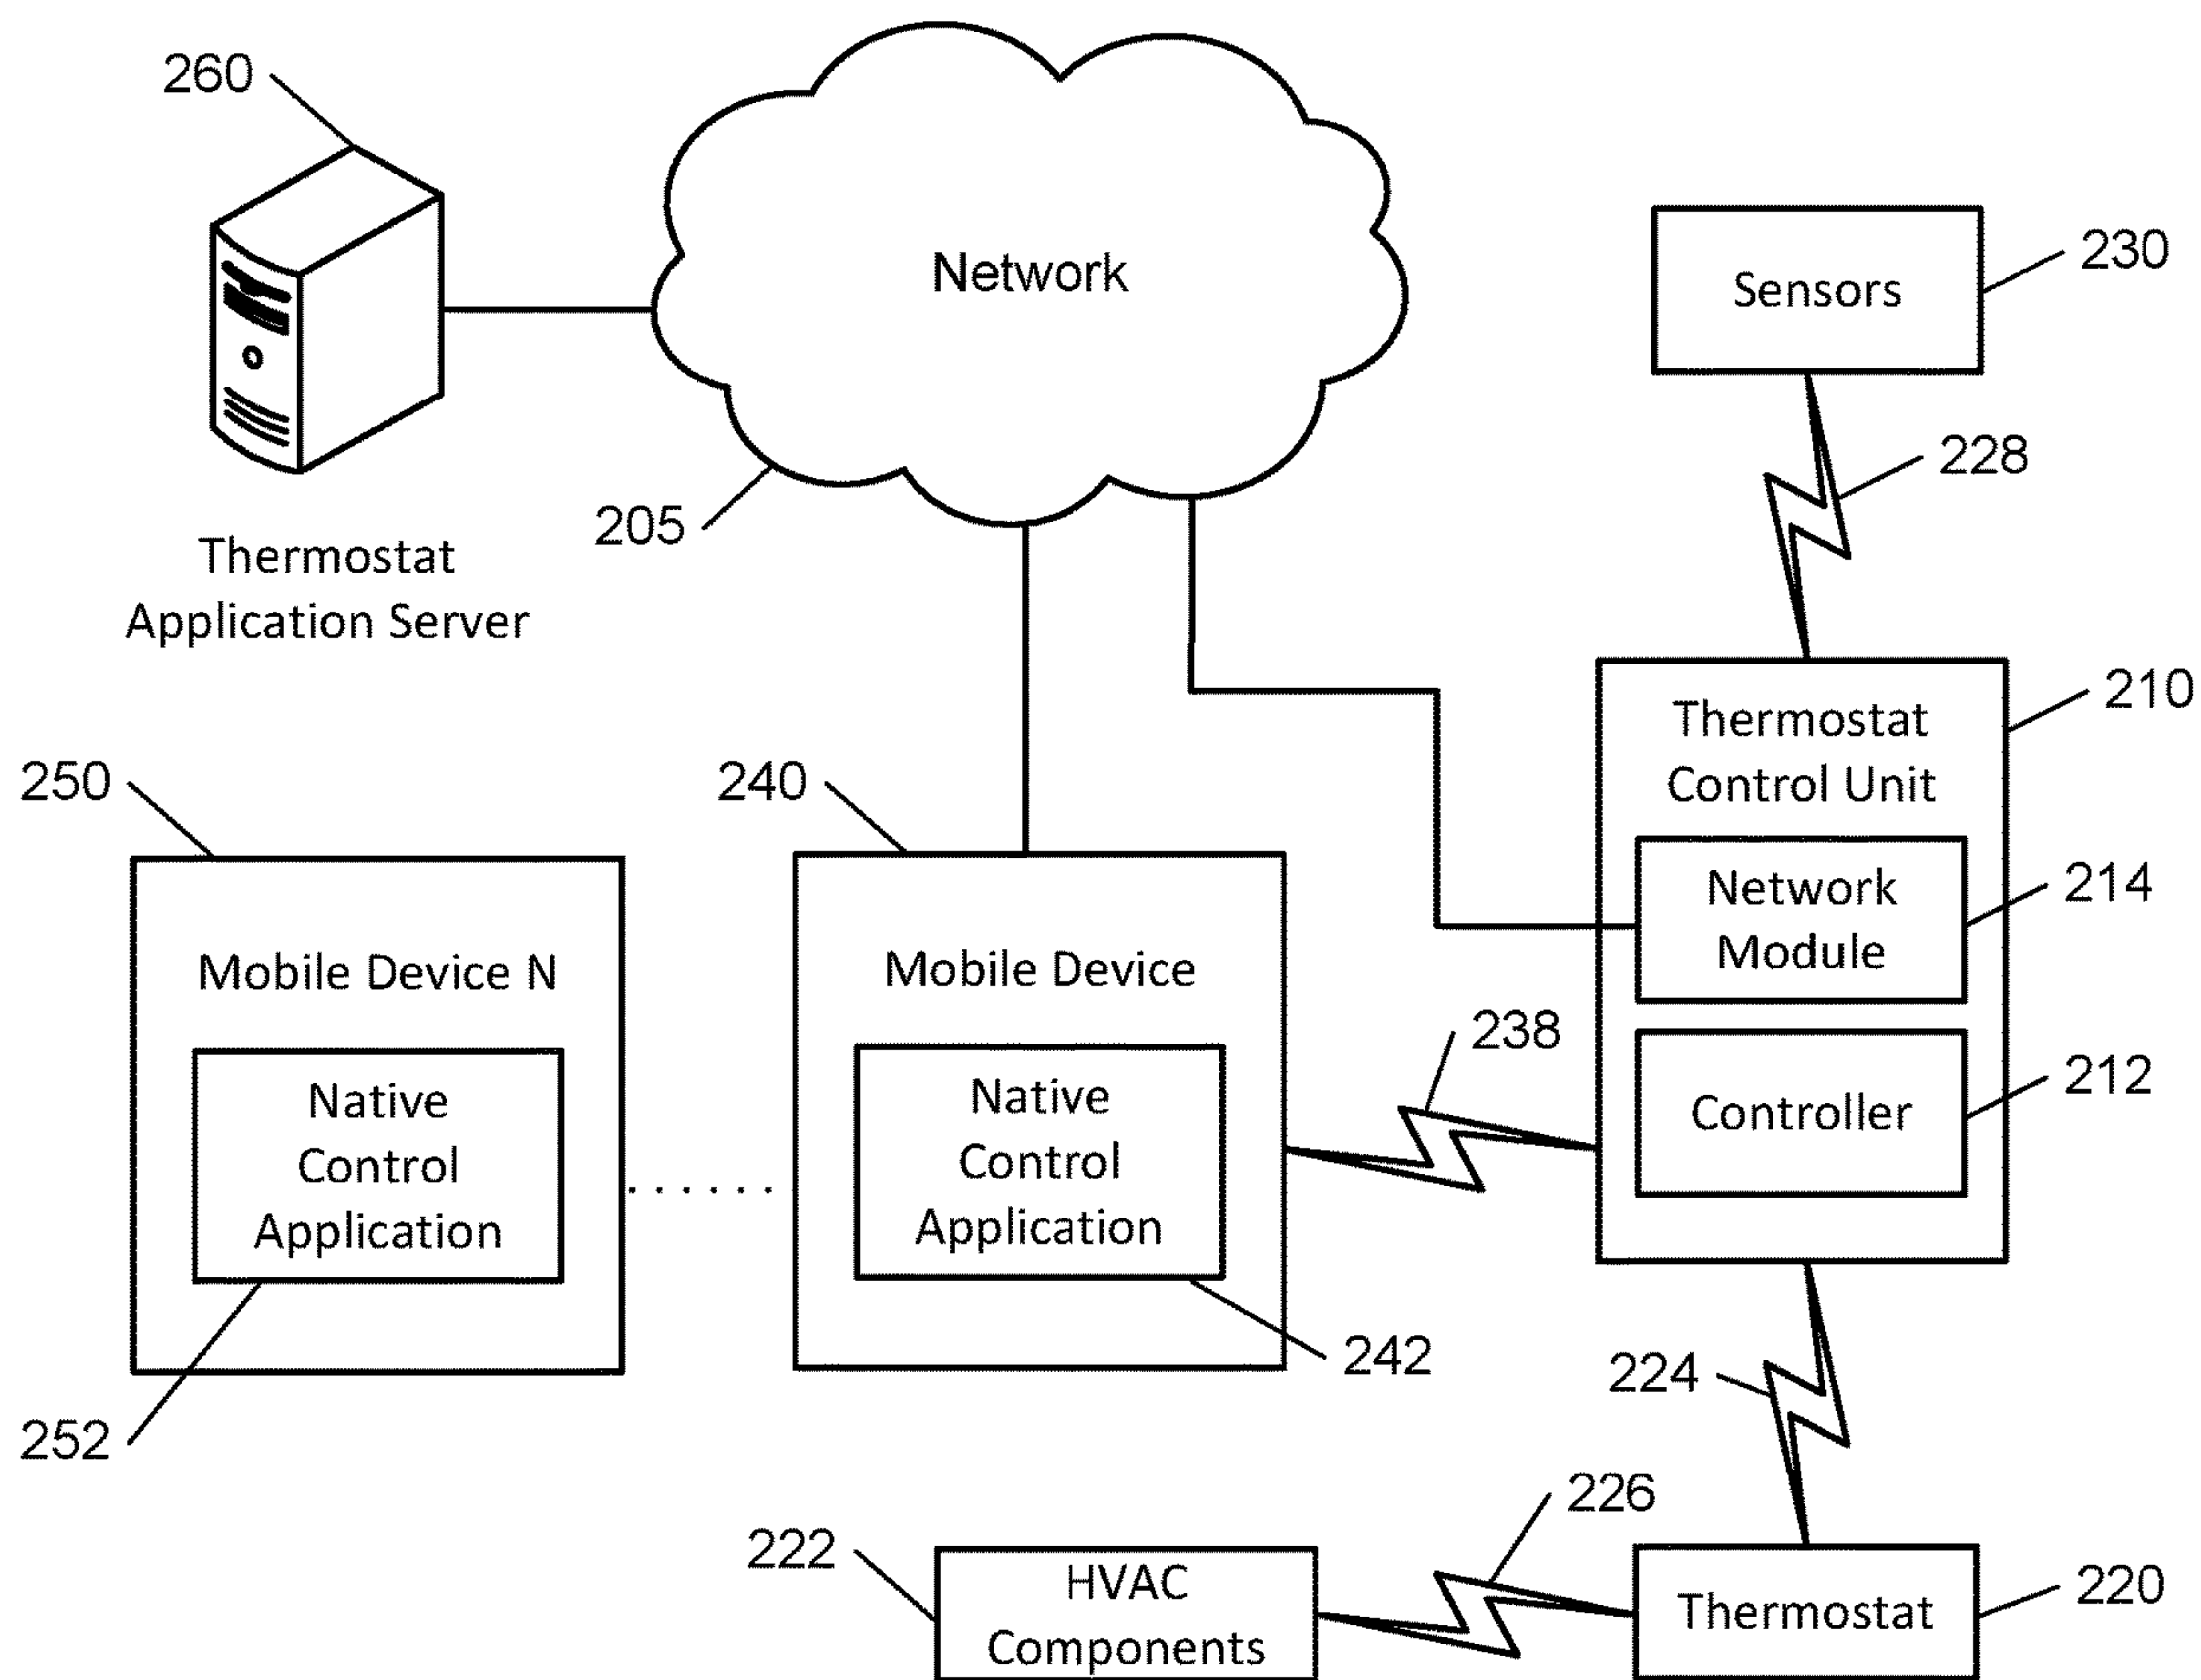 260
Network
Sensors
230
228
205
Thermostat
Application Server
210
Thermostat
Control Unit
250
240
Network
Module
214
Mobile Device N
Mobile Device
238
Native
Control
Application
Native
Control
Application
Controller
212
242
224
252
226
222
HVAC
Components
Thermostat
220